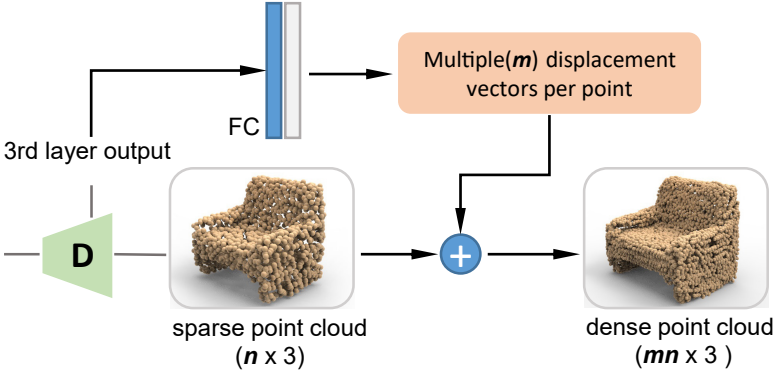 Multiple(m) displacement
vectors per point
FC
3rd layer output
D
+
sparse point cloud
(n x 3)
dense point cloud
(mn x 3 )